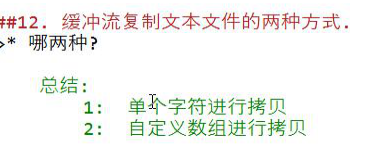 ##12. 缓冲流复制文本文件的两种方式.
>* 哪两种?
总结:
1: 单个字符进行拷贝
2: 自定义数组进行拷贝